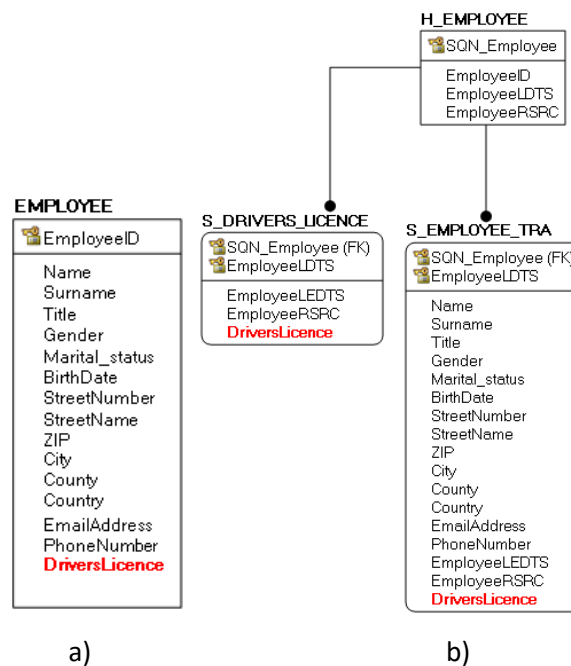 H_EMPLOYEE
SQN_Employee
EmployeeID
EmployeeLDTS
EmployeeRSRC
EMPLOYEE
EmployeeID
Name
Surname
Title
Gender
Marital_status
BirthDate
StreetNumber
StreetName
ZIP
City
County
Country
EmailAddress
PhoneNumber
DriversLicence
S_DRIVERS_LICENCE
SQN_Employee (FK)
EmployeeLDTS
EmployeeLEDTS
EmployeeRSRC
DriversLicence
S_EMPLOYEE_TRA
SQN_Employee (FK)
EmployeeLDTS
Name
Surname
Title
Gender
Marital_status
BirthDate
StreetNumber
StreetName
ZIP
City
County
Country
EmailAddress
PhoneNumber
EmployeeLEDTS
EmployeeRSRC
DriversLicence
a)
b)